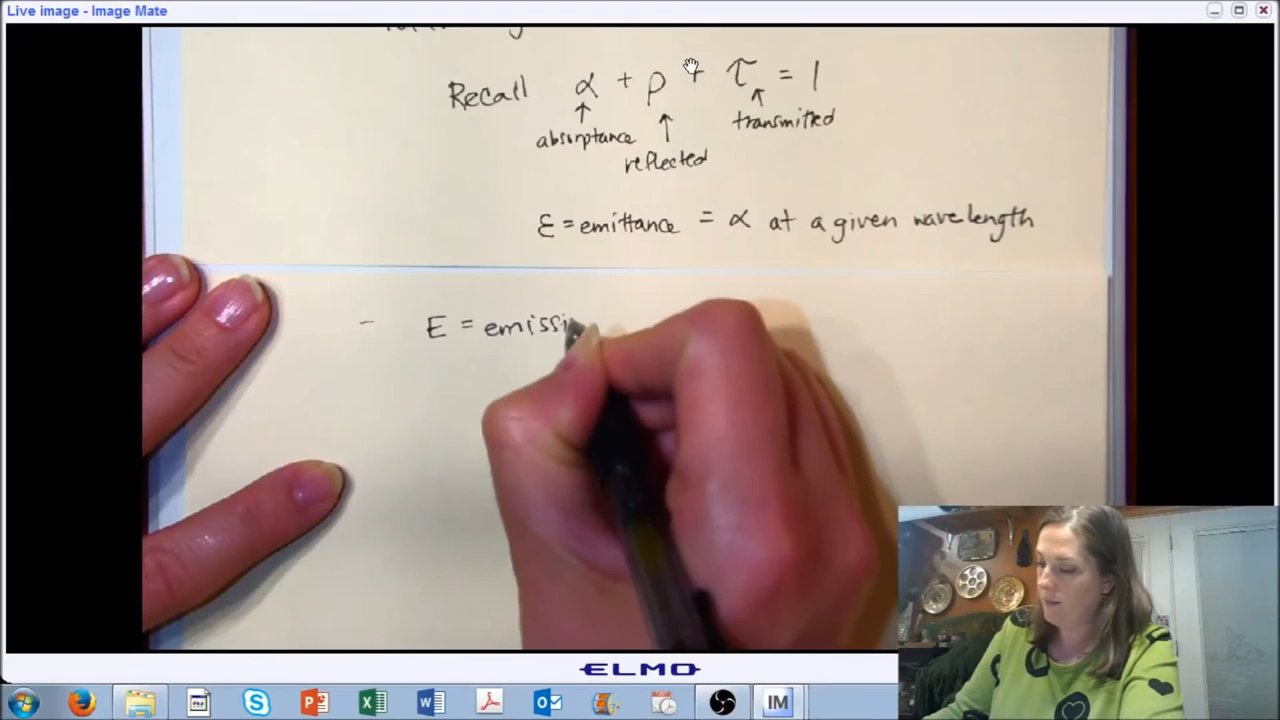 Live image - Image Mate
Recall α + ρ + τ = 1
absorptance
reflected
transmitted
ε = emittance = α at a given wavelength
- E = emissi
ELMO
IM